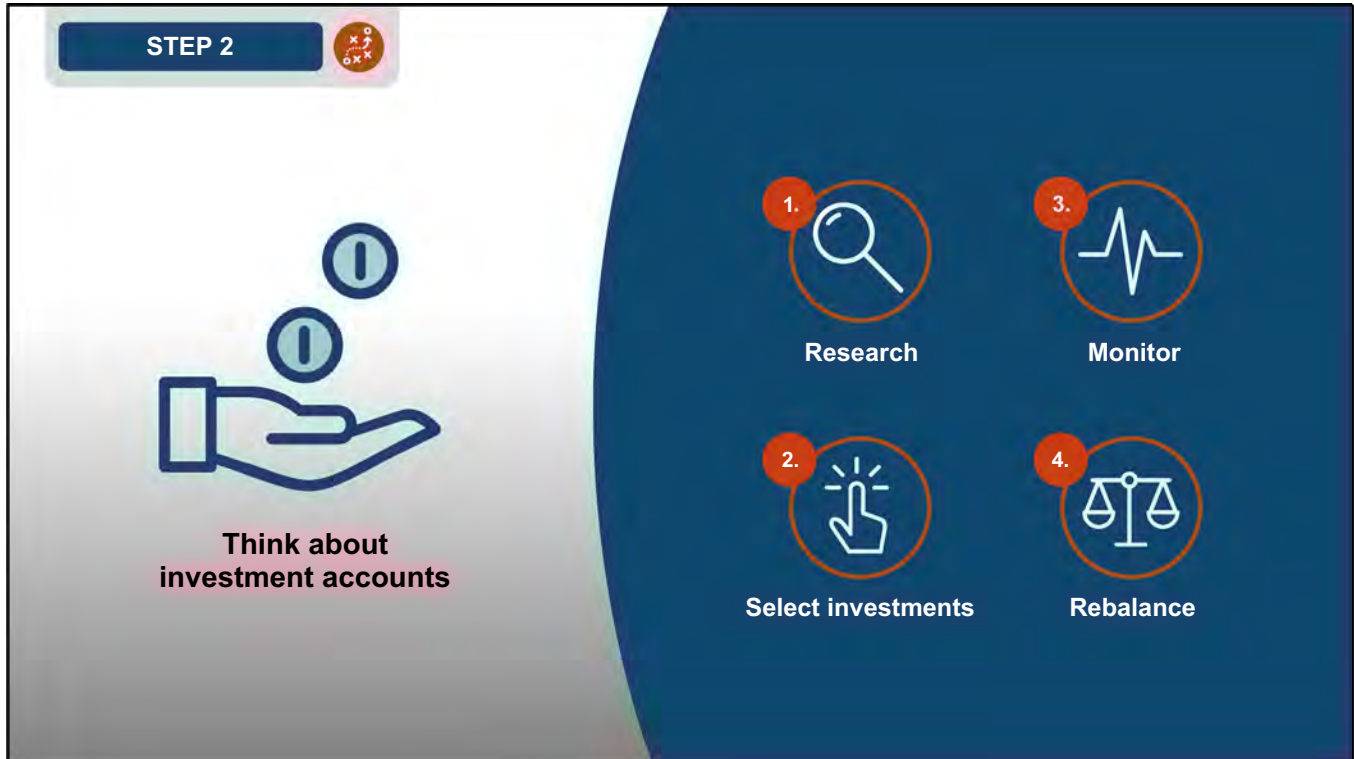 STEP 2
Think about
investment accounts
1.
Research
2.
Select investments
3.
Monitor
4.
Rebalance